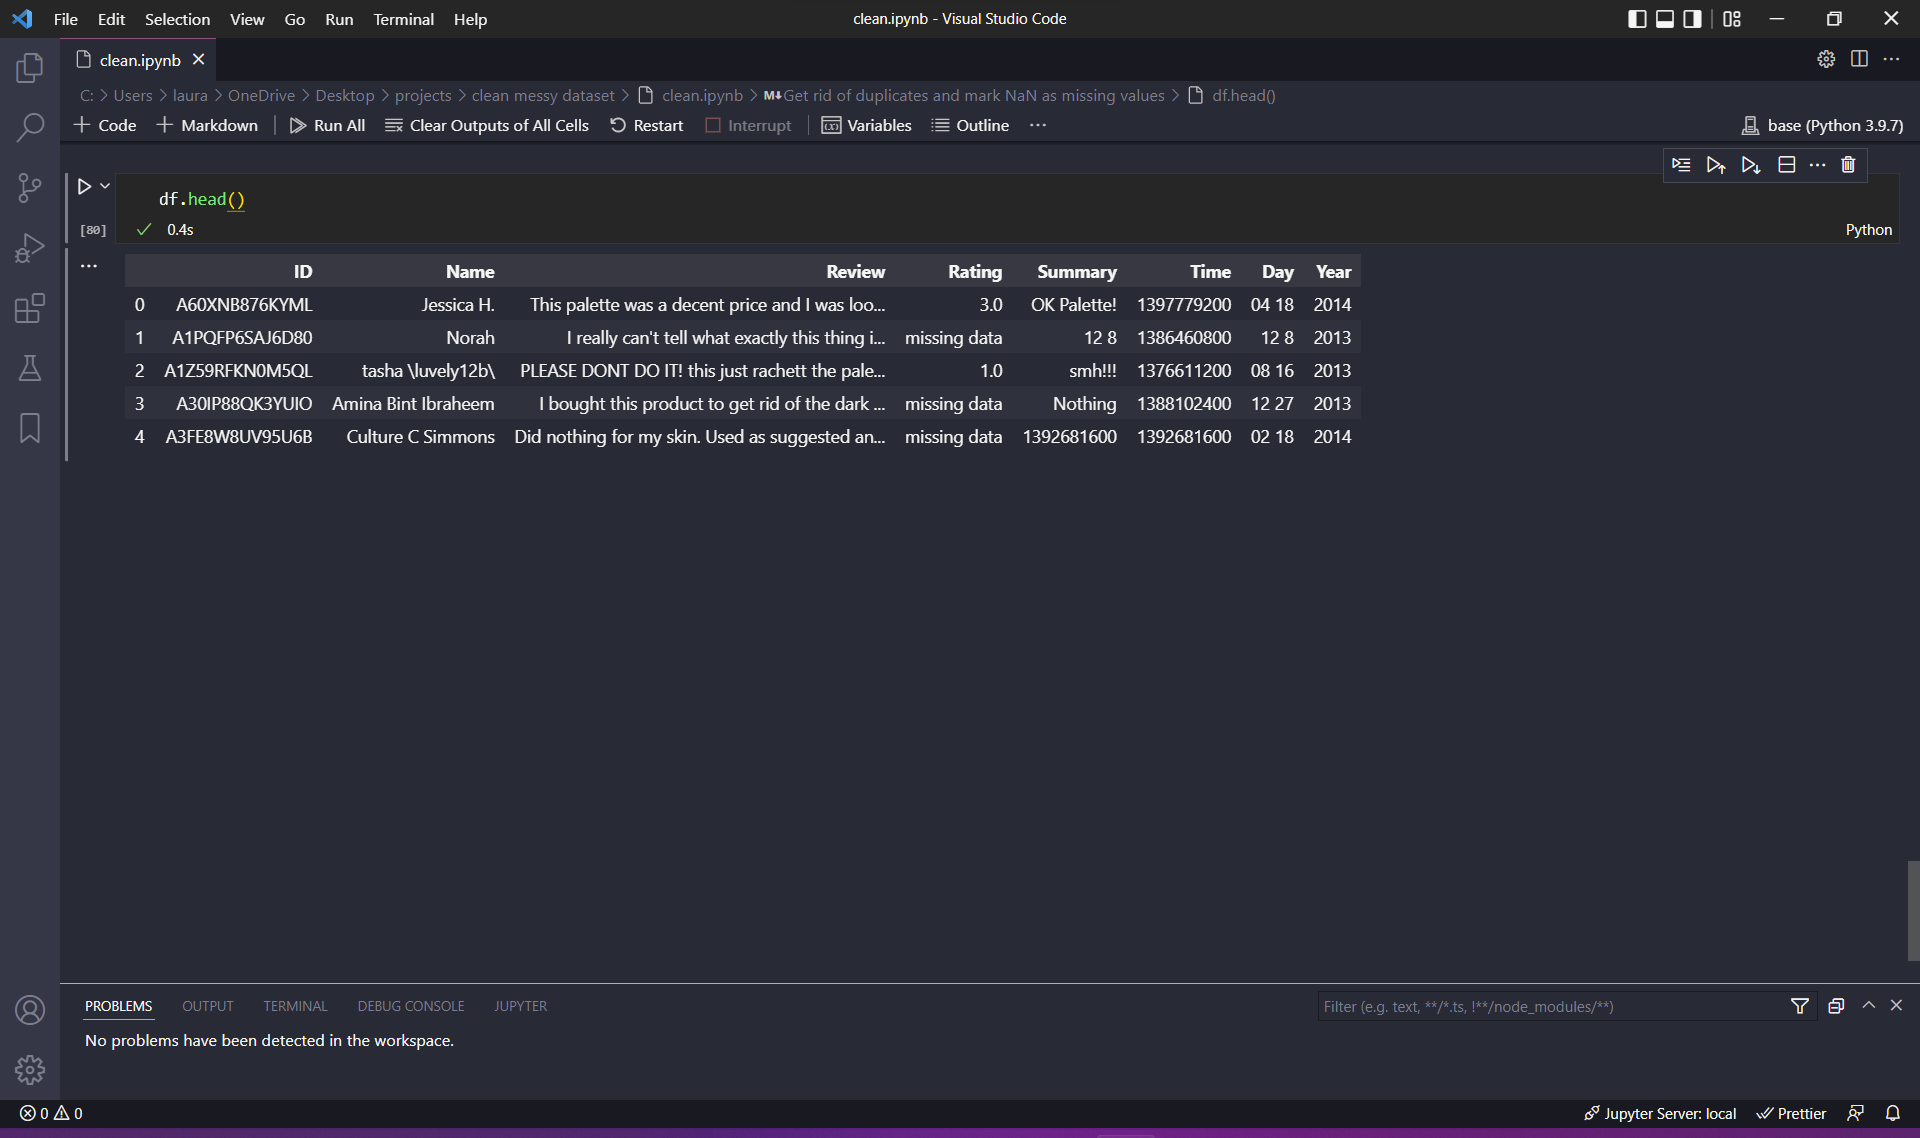 File Edit Selection View Go Run Terminal Help clean.ipynb - Visual Studio Code
clean.ipynb
C: > Users > laura > OneDrive > Desktop > projects > clean messy dataset > clean.ipynb > M↓Get rid of duplicates and mark NaN as missing values > df.head()
+ Code + Markdown Run All Clear Outputs of All Cells Restart Interrupt Variables Outline ··· base (Python 3.9.7)
df.head()
[80] 0.4s Python
ID Name Review Rating Summary Time Day Year
0 A60XNB876KYML Jessica H. This palette was a decent price and I was loo... 3.0 OK Palette! 1397779200 04 18 2014
1 A1PQFP6SAJ6D80 Norah I really can't tell what exactly this thing i... missing data 12 8 1386460800 12 8 2013
2 A1Z59RFKN0M5QL tasha \luvely12b\ PLEASE DONT DO IT! this just rachett the pale... 1.0 smh!!! 1376611200 08 16 2013
3 A30IP88QK3YUIO Amina Bint Ibraheem I bought this product to get rid of the dark ... missing data Nothing 1388102400 12 27 2013
4 A3FE8W8UV95U6B Culture C Simmons Did nothing for my skin. Used as suggested an... missing data 1392681600 1392681600 02 18 2014
PROBLEMS OUTPUT TERMINAL DEBUG CONSOLE JUPYTER Filter (e.g. text, **/*.ts, !**/node_modules/**)
No problems have been detected in the workspace.
0 0 Jupyter Server: local Prettier